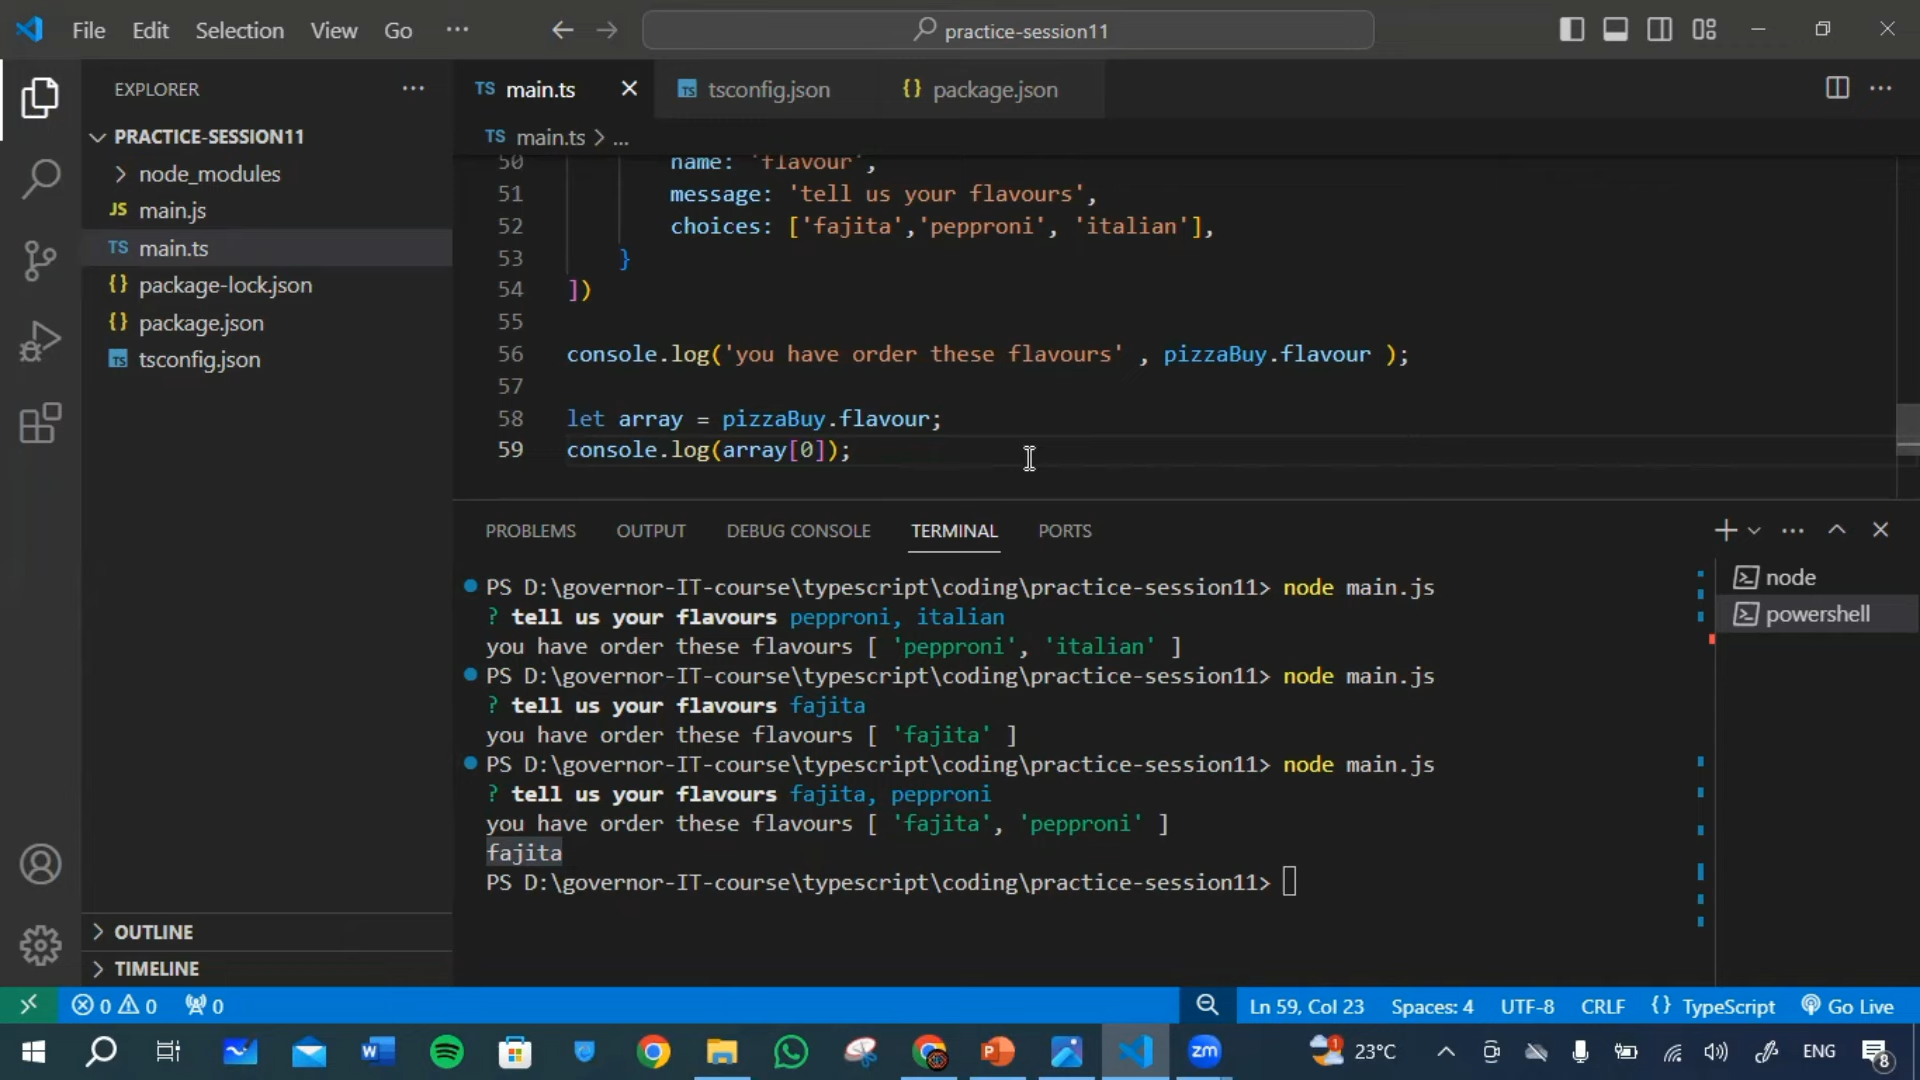 File Edit Selection View Go ··· practice-session11
EXPLORER ···
PRACTICE-SESSION11
node_modules
JS main.js
TS main.ts
{} package-lock.json
{} package.json
TS tsconfig.json
OUTLINE
TIMELINE
TS main.ts TS tsconfig.json {} package.json
TS main.ts > ...
50 name: 'flavour',
51 message: 'tell us your flavours',
52 choices: ['fajita','pepproni', 'italian'],
53 }
54 ])
55
56 console.log('you have order these flavours' , pizzaBuy.flavour );
57
58 let array = pizzaBuy.flavour;
59 console.log(array[0]);
PROBLEMS OUTPUT DEBUG CONSOLE TERMINAL PORTS
PS D:\governor-IT-course\typescript\coding\practice-session11> node main.js
? tell us your flavours pepproni, italian
you have order these flavours [ 'pepproni', 'italian' ]
PS D:\governor-IT-course\typescript\coding\practice-session11> node main.js
? tell us your flavours fajita
you have order these flavours [ 'fajita' ]
PS D:\governor-IT-course\typescript\coding\practice-session11> node main.js
? tell us your flavours fajita, pepproni
you have order these flavours [ 'fajita', 'pepproni' ]
fajita
PS D:\governor-IT-course\typescript\coding\practice-session11>
node
powershell
0 0 0 Ln 59, Col 23 Spaces: 4 UTF-8 CRLF {} TypeScript Go Live
W P zm 1 23°C ENG 8